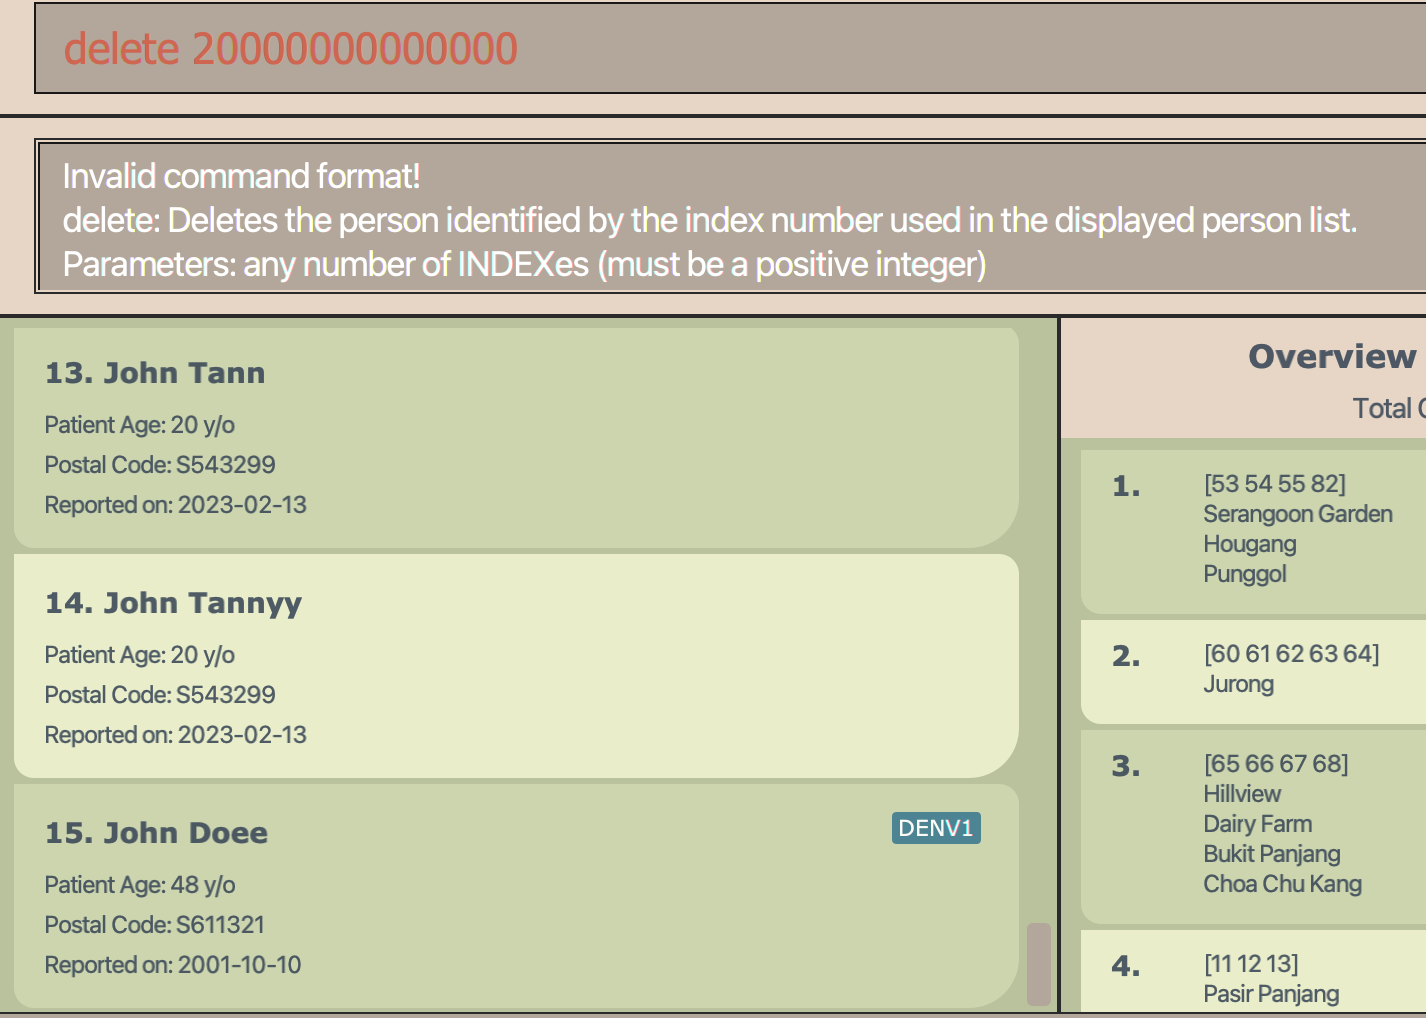 delete 20000000000000
Invalid command format!
delete: Deletes the person identified by the index number used in the displayed person list.
Parameters: any number of INDEXes (must be a positive integer)
13. John Tann
Patient Age: 20 y/o
Postal Code: S543299
Reported on: 2023-02-13
14. John Tannyy
Patient Age: 20 y/o
Postal Code: S543299
Reported on: 2023-02-13
15. John Doee
DENV1
Patient Age: 48 y/o
Postal Code: S611321
Reported on: 2001-10-10
Overview
Total
1.
[53 54 55 82]
Serangoon Garden
Hougang
Punggol
2.
[60 61 62 63 64]
Jurong
3.
[65 66 67 68]
Hillview
Dairy Farm
Bukit Panjang
Choa Chu Kang
4.
[11 12 13]
Pasir Panjang